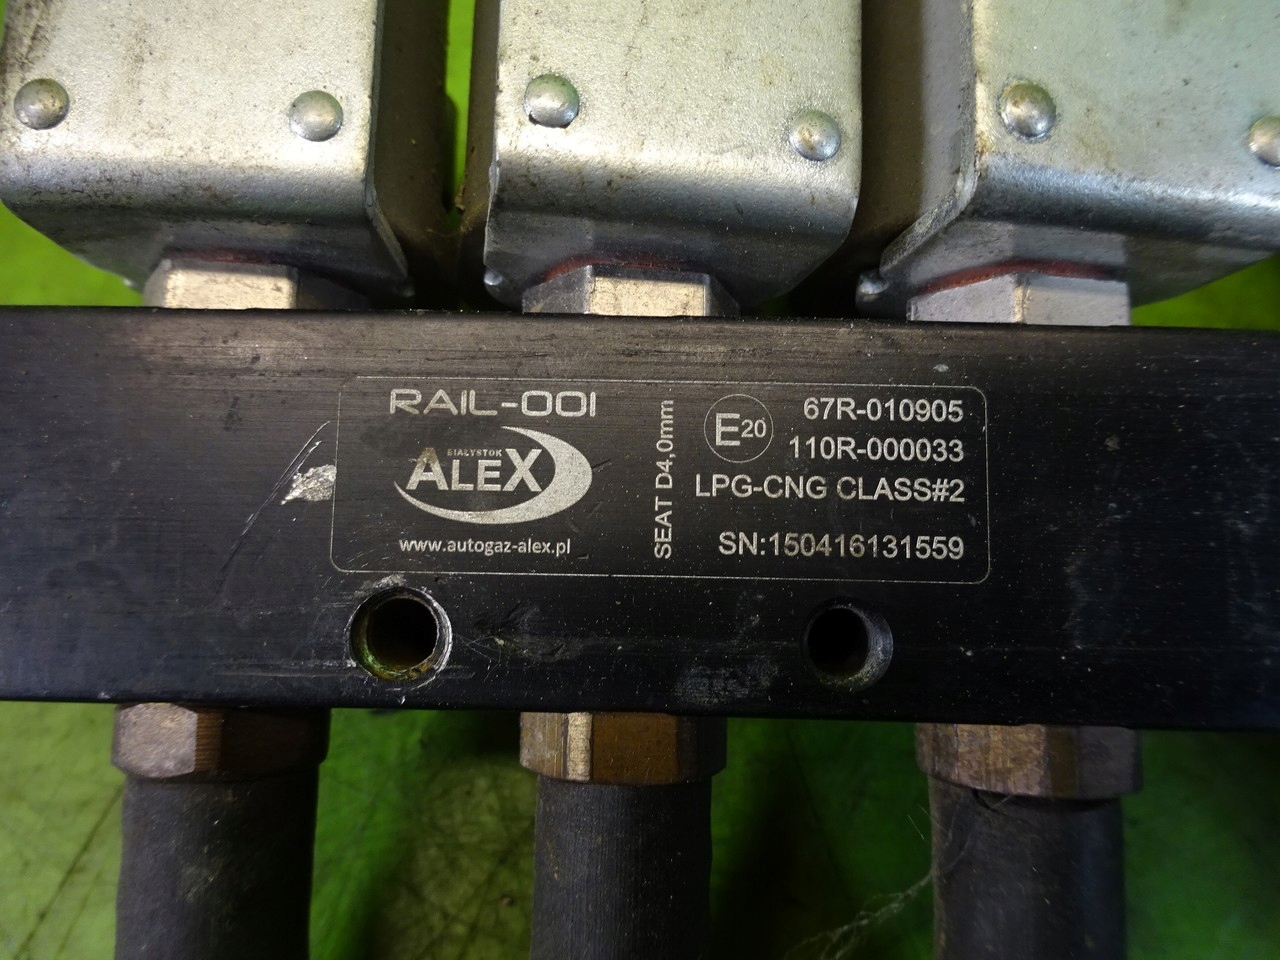 RAIL-001
BIAŁYSTOK
ALEX
www.autogaz-alex.pl
SEAT D4,0mm
E20
67R-010905
110R-000033
LPG-CNG CLASS#2
SN:150416131559